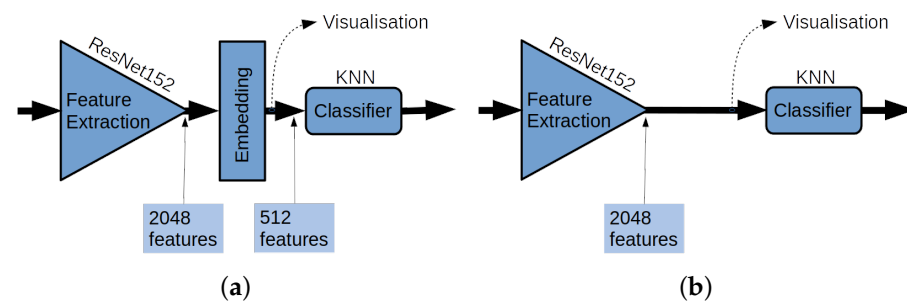 Visualisation
ResNet152
KNN
Feature
Extraction
Embedding
Classifier
2048
features
512
features
(a)
Visualisation
ResNet152
KNN
Feature
Extraction
Classifier
2048
features
(b)